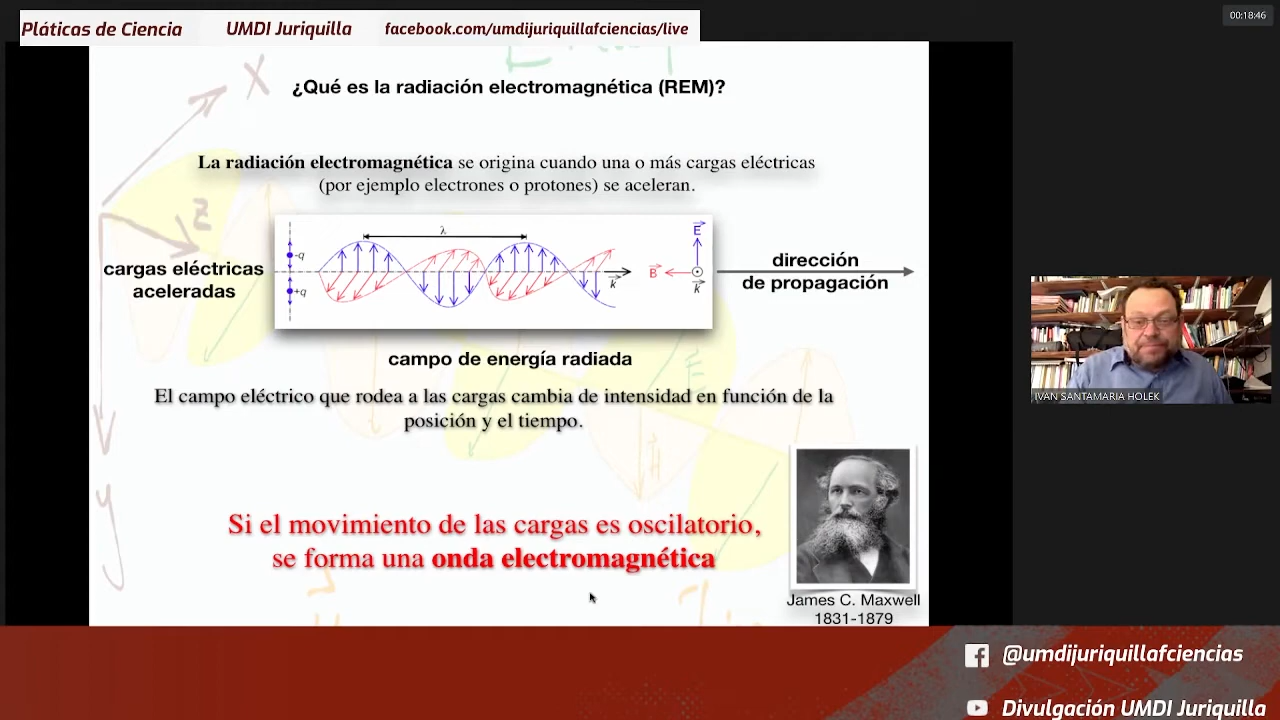 Pláticas de Ciencia UMDI Juriquilla facebook.com/umdijuriquillafciencias/live
00:18:46
X
¿Qué es la radiación electromagnética (REM)?
La radiación electromagnética se origina cuando una o más cargas eléctricas
(por ejemplo electrones o protones) se aceleran.
Z
cargas eléctricas
aceleradas
-q
+q
λ
k
E
B
k
dirección
de propagación
campo de energía radiada
El campo eléctrico que rodea a las cargas cambia de intensidad en función de la
posición y el tiempo.
y
Si el movimiento de las cargas es oscilatorio,
se forma una onda electromagnética
James C. Maxwell
1831-1879
IVAN SANTAMARIA HOLEK
@umdijuriquillafciencias
Divulgación UMDI Juriquilla